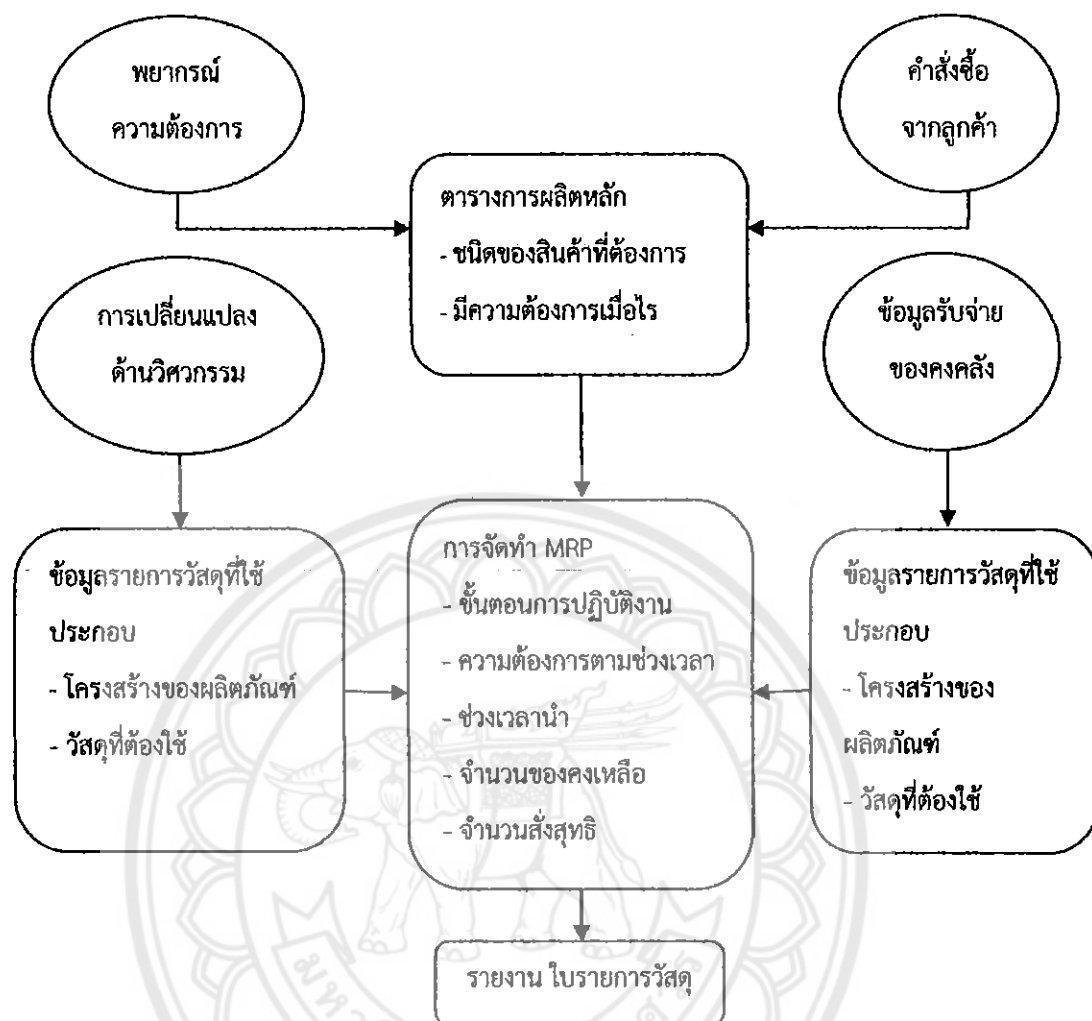 พยากรณ์
ความต้องการ
คำสั่งซื้อ
จากลูกค้า
ตารางการผลิตหลัก
- ชนิดของสินค้าที่ต้องการ
- มีความต้องการเมื่อไร
การเปลี่ยนแปลง
ด้านวิศวกรรม
ข้อมูลรับจ่าย
ของคงคลัง
ข้อมูลรายการวัสดุที่ใช้
ประกอบ
- โครงสร้างของผลิตภัณฑ์
- วัสดุที่ต้องใช้
การจัดทำ MRP
- ขั้นตอนการปฏิบัติงาน
- ความต้องการตามช่วงเวลา
- ช่วงเวลานำ
- จำนวนของคงเหลือ
- จำนวนสั่งสุทธิ
ข้อมูลรายการวัสดุที่ใช้
ประกอบ
- โครงสร้างของ
ผลิตภัณฑ์
- วัสดุที่ต้องใช้
รายงาน ใบรายการวัสดุ